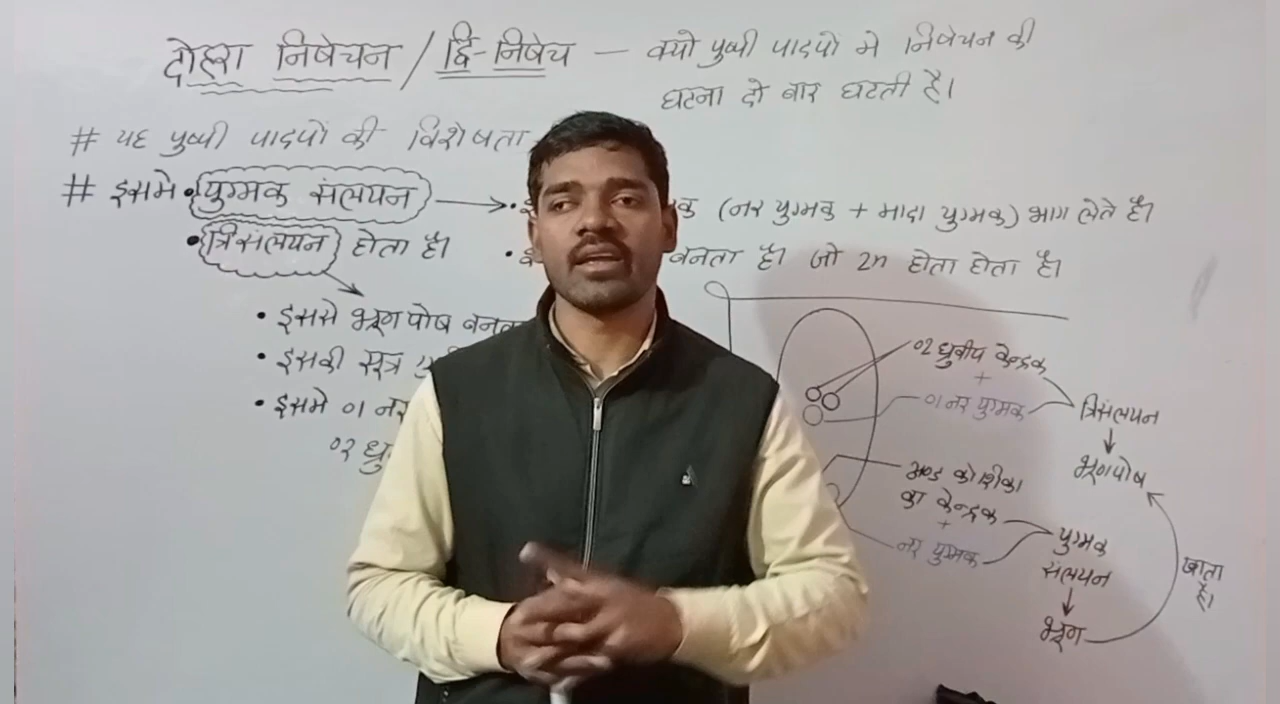 दोहरा निषेचन / द्वि-निषेच — क्यो पुष्पी पादपो मे निषेचन की
घटना दो बार घटती है।
# यह पुष्पी पादपो की विशेषता
# इसमे • युग्मक संलयन
• त्रिसंलयन होता है।
(नर युग्मक + मादा युग्मक) भाग लेते है।
बनता है। जो 2n होता होता है।
• इससे भ्रूणपोष
• इसकी सूत्र
• इसमे 01 नर
02
02 ध्रुवीय केन्द्रक
+
01 नर युग्मक
त्रिसंलयन
भ्रूणपोष
अण्ड कोशिका
का केन्द्रक
+
नर युग्मक
युग्मक
संलयन
भ्रूण
खाता
है।